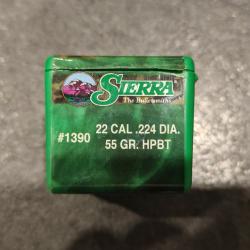 SIERRA
The Bulletsmiths
#1390
22 CAL .224 DIA.
55 GR. HPBT